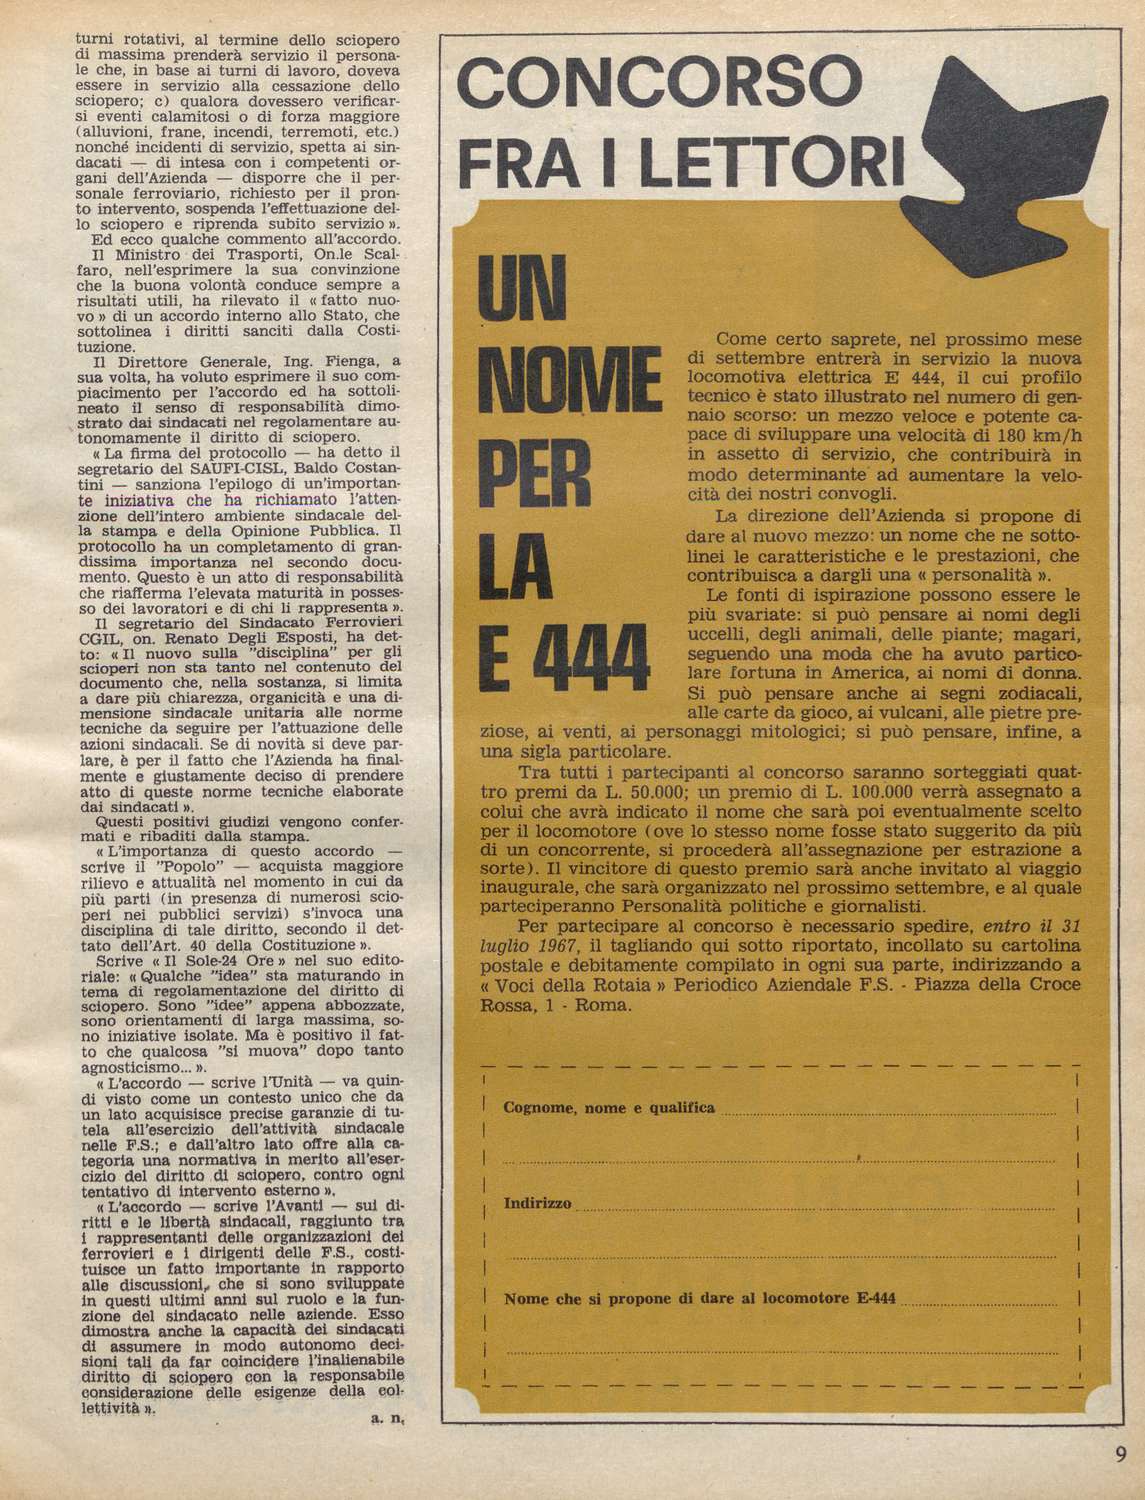 turni rotativi, al termine dello sciopero
di massima prenderà servizio il persona-
le che, in base ai turni di lavoro, doveva
essere in servizio alla cessazione dello
sciopero; c) qualora dovessero verificar-
si eventi calamitosi o di forza maggiore
(alluvioni, frane, incendi, terremoti, etc.)
nonché incidenti di servizio, spetta ai sin-
dacati — di intesa con i competenti or-
gani dell'Azienda — disporre che il per-
sonale ferroviario, richiesto per il pron-
to intervento, sospenda l'effettuazione del-
lo sciopero e riprenda subito servizio ».
Ed ecco qualche commento all'accordo.
Il Ministro dei Trasporti, On.le Scal-
faro, nell'esprimere la sua convinzione
che la buona volontà conduce sempre a
risultati utili, ha rilevato il « fatto nuo-
vo » di un accordo interno allo Stato, che
sottolinea i diritti sanciti dalla Costi-
tuzione.
Il Direttore Generale, Ing. Fienga, a
sua volta, ha voluto esprimere il suo com-
piacimento per l'accordo ed ha sottoli-
neato il senso di responsabilità dimo-
strato dai sindacati nel regolamentare au-
tonomamente il diritto di sciopero.
« La firma del protocollo — ha detto il
segretario del SAUFI-CISL, Baldo Costan-
tini — sanziona l'epilogo di un'importan-
te iniziativa che ha richiamato l'atten-
zione dell'intero ambiente sindacale del-
la stampa e della Opinione Pubblica. Il
protocollo ha un completamento di gran-
dissima importanza nel secondo docu-
mento. Questo è un atto di responsabilità
che riafferma l'elevata maturità in posses-
so dei lavoratori e di chi li rappresenta ».
Il segretario del Sindacato Ferrovieri
CGIL, on. Renato Degli Esposti, ha det-
to: « Il nuovo sulla "disciplina" per gli
scioperi non sta tanto nel contenuto del
documento che, nella sostanza, si limita
a dare più chiarezza, organicità e una di-
mensione sindacale unitaria alle norme
tecniche da seguire per l'attuazione delle
azioni sindacali. Se di novità si deve par-
lare, è per il fatto che l'Azienda ha final-
mente e giustamente deciso di prendere
atto di queste norme tecniche elaborate
dai sindacati ».
Questi positivi giudizi vengono confer-
mati e ribaditi dalla stampa.
« L'importanza di questo accordo —
scrive il "Popolo" — acquista maggiore
rilievo e attualità nel momento in cui da
più parti (in presenza di numerosi scio-
peri nei pubblici servizi) s'invoca una
disciplina di tale diritto, secondo il det-
tato dell'Art. 40 della Costituzione ».
Scrive « Il Sole-24 Ore » nel suo edito-
riale: « Qualche "idea" sta maturando in
tema di regolamentazione del diritto di
sciopero. Sono "idee" appena abbozzate,
sono orientamenti di larga massima, so-
no iniziative isolate. Ma è positivo il fat-
to che qualcosa "si muova" dopo tanto
agnosticismo... ».
« L'accordo — scrive l'Unità — va quin-
di visto come un contesto unico che da
un lato acquisisce precise garanzie di tu-
tela all'esercizio dell'attività sindacale
nelle F.S.; e dall'altro lato offre alla ca-
tegoria una normativa in merito all'eser-
cizio del diritto di sciopero, contro ogni
tentativo di intervento esterno ».
« L'accordo — scrive l'Avanti — sui di-
ritti e le libertà sindacali, raggiunto tra
i rappresentanti delle organizzazioni dei
ferrovieri e i dirigenti delle F.S., costi-
tuisce un fatto importante in rapporto
alle discussioni, che si sono sviluppate
in questi ultimi anni sul ruolo e la fun-
zione del sindacato nelle aziende. Esso
dimostra anche la capacità dei sindacati
di assumere in modo autonomo deci-
sioni tali da far coincidere l'inalienabile
diritto di sciopero con la responsabile
considerazione delle esigenze della col-
lettività ».
a. n.
CONCORSO
FRA I LETTORI
UN
NOME
PER
LA
E 444
Come certo saprete, nel prossimo mese
di settembre entrerà in servizio la nuova
locomotiva elettrica E 444, il cui profilo
tecnico è stato illustrato nel numero di gen-
naio scorso: un mezzo veloce e potente ca-
pace di sviluppare una velocità di 180 km/h
in assetto di servizio, che contribuirà in
modo determinante ad aumentare la velo-
cità dei nostri convogli.
La direzione dell'Azienda si propone di
dare al nuovo mezzo: un nome che ne sotto-
linei le caratteristiche e le prestazioni, che
contribuisca a dargli una « personalità ».
Le fonti di ispirazione possono essere le
più svariate: si può pensare ai nomi degli
uccelli, degli animali, delle piante; magari,
seguendo una moda che ha avuto partico-
lare fortuna in America, ai nomi di donna.
Si può pensare anche ai segni zodiacali,
alle carte da gioco, ai vulcani, alle pietre pre-
ziose, ai venti, ai personaggi mitologici; si può pensare, infine, a
una sigla particolare.
Tra tutti i partecipanti al concorso saranno sorteggiati quat-
tro premi da L. 50.000; un premio di L. 100.000 verrà assegnato a
colui che avrà indicato il nome che sarà poi eventualmente scelto
per il locomotore (ove lo stesso nome fosse stato suggerito da più
di un concorrente, si procederà all'assegnazione per estrazione a
sorte). Il vincitore di questo premio sarà anche invitato al viaggio
inaugurale, che sarà organizzato nel prossimo settembre, e al quale
parteciperanno Personalità politiche e giornalisti.
Per partecipare al concorso è necessario spedire, entro il 31
luglio 1967, il tagliando qui sotto riportato, incollato su cartolina
postale e debitamente compilato in ogni sua parte, indirizzando a
« Voci della Rotaia » Periodico Aziendale F.S. - Piazza della Croce
Rossa, 1 - Roma.
Cognome, nome e qualifica
Indirizzo
Nome che si propone di dare al locomotore E-444
9